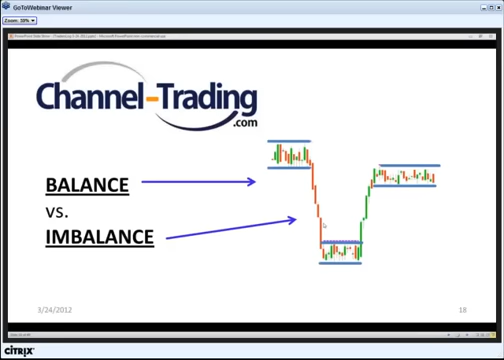 GoToWebinar Viewer
Zoom: 38%
Channel-Trading
.com
BALANCE
vs.
IMBALANCE
3/24/2012
18
CITRIX